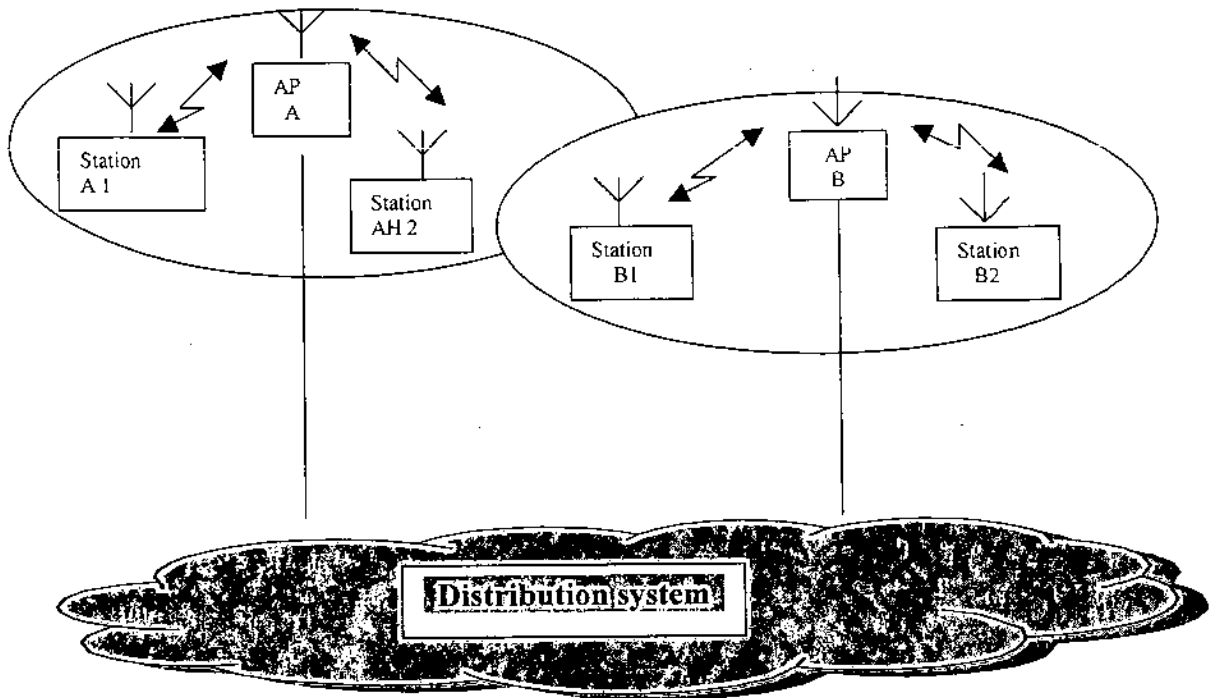 AP
A
Station
A 1
Station
AH 2
AP
B
Station
B1
Station
B2
Distribution system